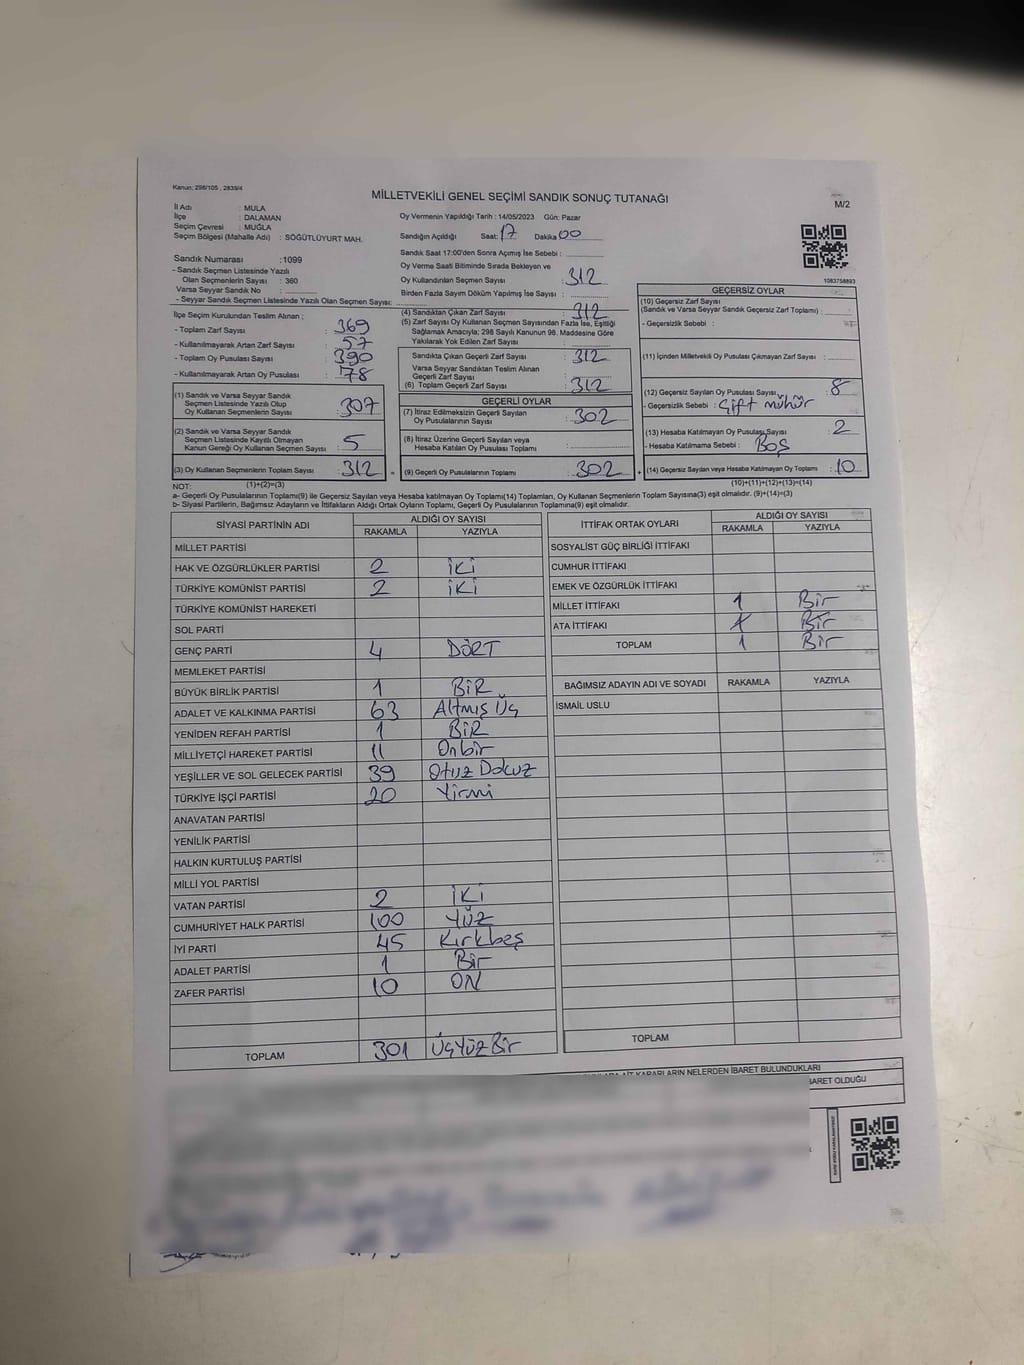 Kanun: 298/105 , 2839/4
MİLLETVEKİLİ GENEL SEÇİMİ SANDIK SONUÇ TUTANAĞI
M/2
İl Adı : MULA
İlçe : DALAMAN
Seçim Çevresi : MUĞLA
Seçim Bölgesi (Mahalle Adı) : SÖĞÜTLÜYURT MAH.
Oy Vermenin Yapıldığı Tarih : 14/05/2023 Gün: Pazar
Sandığın Açıldığı Saat: 17 Dakika 00
Sandık Saat 17:00'den Sonra Açımış İse Sebebi :
Sandık Numarası :1099
- Sandık Seçmen Listesinde Yazılı
Olan Seçmenlerin Sayısı : 360
Varsa Seyyar Sandık No :
- Seyyar Sandık Seçmen Listesinde Yazılı Olan Seçmen Sayısı:
Oy Verme Saati Bitiminde Sırada Bekleyen ve
Oy Kullandırılan Seçmen Sayısı : 312
Birden Fazla Sayım Döküm Yapılmış İse Sayısı :
1083758893
İlçe Seçim Kurulundan Teslim Alınan ;
- Toplam Zarf Sayısı : 369
- Kullanılmayarak Artan Zarf Sayısı : 57
- Toplam Oy Pusulası Sayısı : 390
- Kullanılmayarak Artan Oy Pusulası : 78
(4) Sandıktan Çıkan Zarf Sayısı : 312
(5) Zarf Sayısı Oy Kullanan Seçmen Sayısından Fazla İse, Eşitliği
Sağlamak Amacıyla; 298 Sayılı Kanunun 98. Maddesine Göre
Yakılarak Yok Edilen Zarf Sayısı :
Sandıkta Çıkan Geçerli Zarf Sayısı : 312
Varsa Seyyar Sandıktan Teslim Alınan
Geçerli Zarf Sayısı :
(6) Toplam Geçerli Zarf Sayısı : 312
GEÇERSİZ OYLAR
(10) Geçersiz Zarf Sayısı
(Sandık ve Varsa Seyyar Sandık Geçersiz Zarf Toplamı) :
- Geçersizlik Sebebi :
(11) İçinden Milletvekili Oy Pusulası Çıkmayan Zarf Sayısı :
(12) Geçersiz Sayılan Oy Pusulası Sayısı : 8
- Geçersizlik Sebebi : Çift mühür
(13) Hesaba Katılmayan Oy Pusulası Sayısı : 2
- Hesaba Katılmama Sebebi : Boş
(14) Geçersiz Sayılan veya Hesaba Katılmayan Oy Toplamı : 10
(10)+(11)+(12)+(13)=(14)
(1) Sandık ve Varsa Seyyar Sandık
Seçmen Listesinde Yazılı Olup
Oy Kullanan Seçmenlerin Sayısı : 307
(2) Sandık ve Varsa Seyyar Sandık
Seçmen Listesinde Kayıtlı Olmayan
Kanun Gereği Oy Kullanan Seçmen Sayısı : 5
(3) Oy Kullanan Seçmenlerin Toplam Sayısı : 312
(1)+(2)=(3)
GEÇERLİ OYLAR
(7) İtiraz Edilmeksizin Geçerli Sayılan
Oy Pusulalarının Sayısı : 302
(8) İtiraz Üzerine Geçerli Sayılan veya
Hesaba Katılan Oy Pusulası Toplamı :
(9) Geçerli Oy Pusulalarının Toplamı : 302
NOT:
a- Geçerli Oy Pusulalarının Toplamı(9) ile Geçersiz Sayılan veya Hesaba katılmayan Oy Toplamı(14) Toplamları, Oy Kullanan Seçmenlerin Toplam Sayısına(3) eşit olmalıdır. (9)+(14)=(3)
b- Siyasi Partilerin, Bağımsız Adayların ve İttifakların Aldığı Ortak Oyların Toplamı, Geçerli Oy Pusulalarının Toplamına(9) eşit olmalıdır.
SİYASİ PARTİNİN ADI ALDIĞI OY SAYISI
RAKAMLA YAZIYLA
MİLLET PARTİSİ
HAK VE ÖZGÜRLÜKLER PARTİSİ 2 İKİ
TÜRKİYE KOMÜNİST PARTİSİ 2 İKİ
TÜRKİYE KOMÜNİST HAREKETİ
SOL PARTİ
GENÇ PARTİ 4 DÖRT
MEMLEKET PARTİSİ
BÜYÜK BİRLİK PARTİSİ 1 BİR
ADALET VE KALKINMA PARTİSİ 63 Altmış Üç
YENİDEN REFAH PARTİSİ 1 BİR
MİLLİYETÇİ HAREKET PARTİSİ 11 Onbir
YEŞİLLER VE SOL GELECEK PARTİSİ 39 Otuz Dokuz
TÜRKİYE İŞÇİ PARTİSİ 20 Yirmi
ANAVATAN PARTİSİ
YENİLİK PARTİSİ
HALKIN KURTULUŞ PARTİSİ
MİLLİ YOL PARTİSİ
VATAN PARTİSİ 2 İKİ
CUMHURİYET HALK PARTİSİ 100 YÜZ
İYİ PARTİ 45 Kırkbeş
ADALET PARTİSİ 1 Bir
ZAFER PARTİSİ 10 ON
TOPLAM 301 ÜÇYÜZ Bir
İTTİFAK ORTAK OYLARI ALDIĞI OY SAYISI
RAKAMLA YAZIYLA
SOSYALİST GÜÇ BİRLİĞİ İTTİFAKI
CUMHUR İTTİFAKI
EMEK VE ÖZGÜRLÜK İTTİFAKI
MİLLET İTTİFAKI 1 Bir
ATA İTTİFAKI 1 Bir
TOPLAM 1 Bir
BAĞIMSIZ ADAYIN ADI VE SOYADI RAKAMLA YAZIYLA
İSMAİL USLU
TOPLAM
KARARLARIN NELERDEN İBARET BULUNDUKLARI
İBARET OLDUĞU